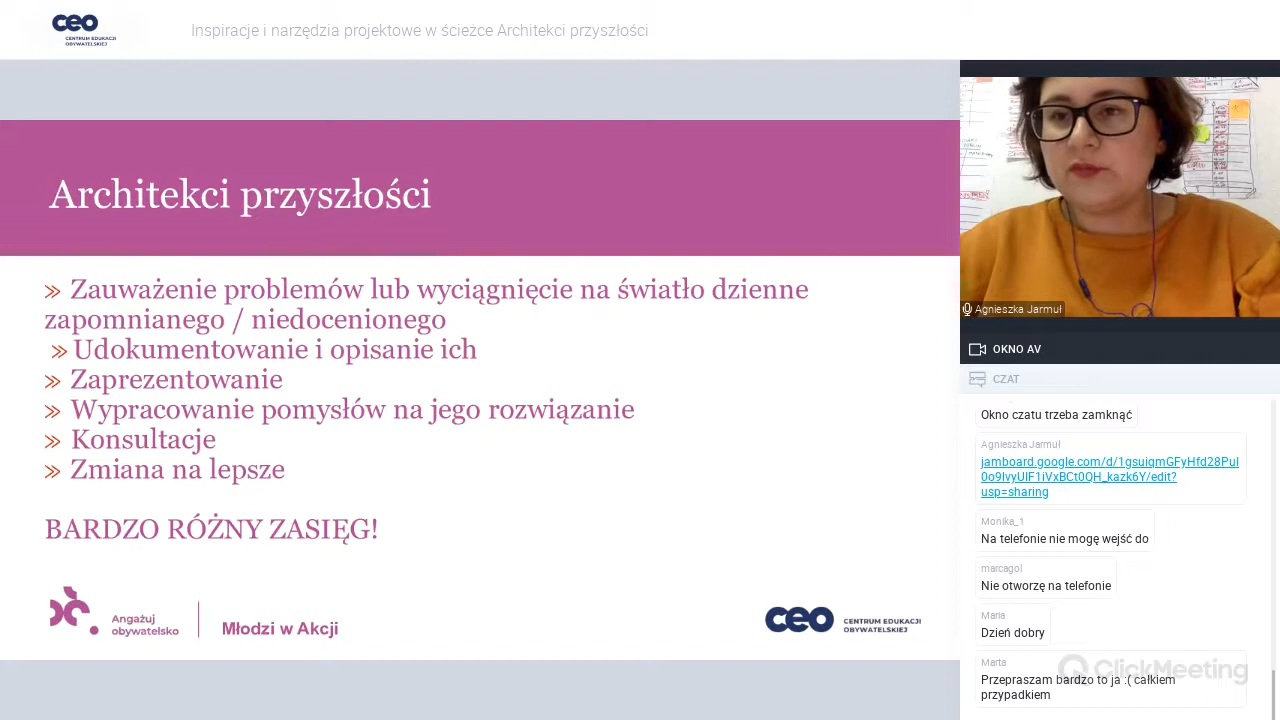 ceo
CENTRUM EDUKACJI
OBYWATELSKIEJ
Inspiracje i narzędzia projektowe w ścieżce Architekci przyszłości
Architekci przyszłości
» Zauważenie problemów lub wyciągnięcie na światło dzienne
zapomnianego / niedocenionego
» Udokumentowanie i opisanie ich
» Zaprezentowanie
» Wypracowanie pomysłów na jego rozwiązanie
» Konsultacje
» Zmiana na lepsze
BARDZO RÓŻNY ZASIĘG!
Angażuj
obywatelsko
Młodzi w Akcji
ceo
CENTRUM EDUKACJI
OBYWATELSKIEJ
Agnieszka Jarmuł
OKNO AV
CZAT
Okno czatu trzeba zamknąć
Agnieszka Jarmuł
jamboard.google.com/d/1gsuiqmGFyHfd28PuI
0o9lvyUIF1iVxBCt0QH_kazk6Y/edit?
usp=sharing
Monika_1
Na telefonie nie mogę wejść do
marcagol
Nie otworzę na telefonie
Maria
Dzień dobry
Marta
Przepraszam bardzo to ja :( całkiem
przypadkiem
ClickMeeting